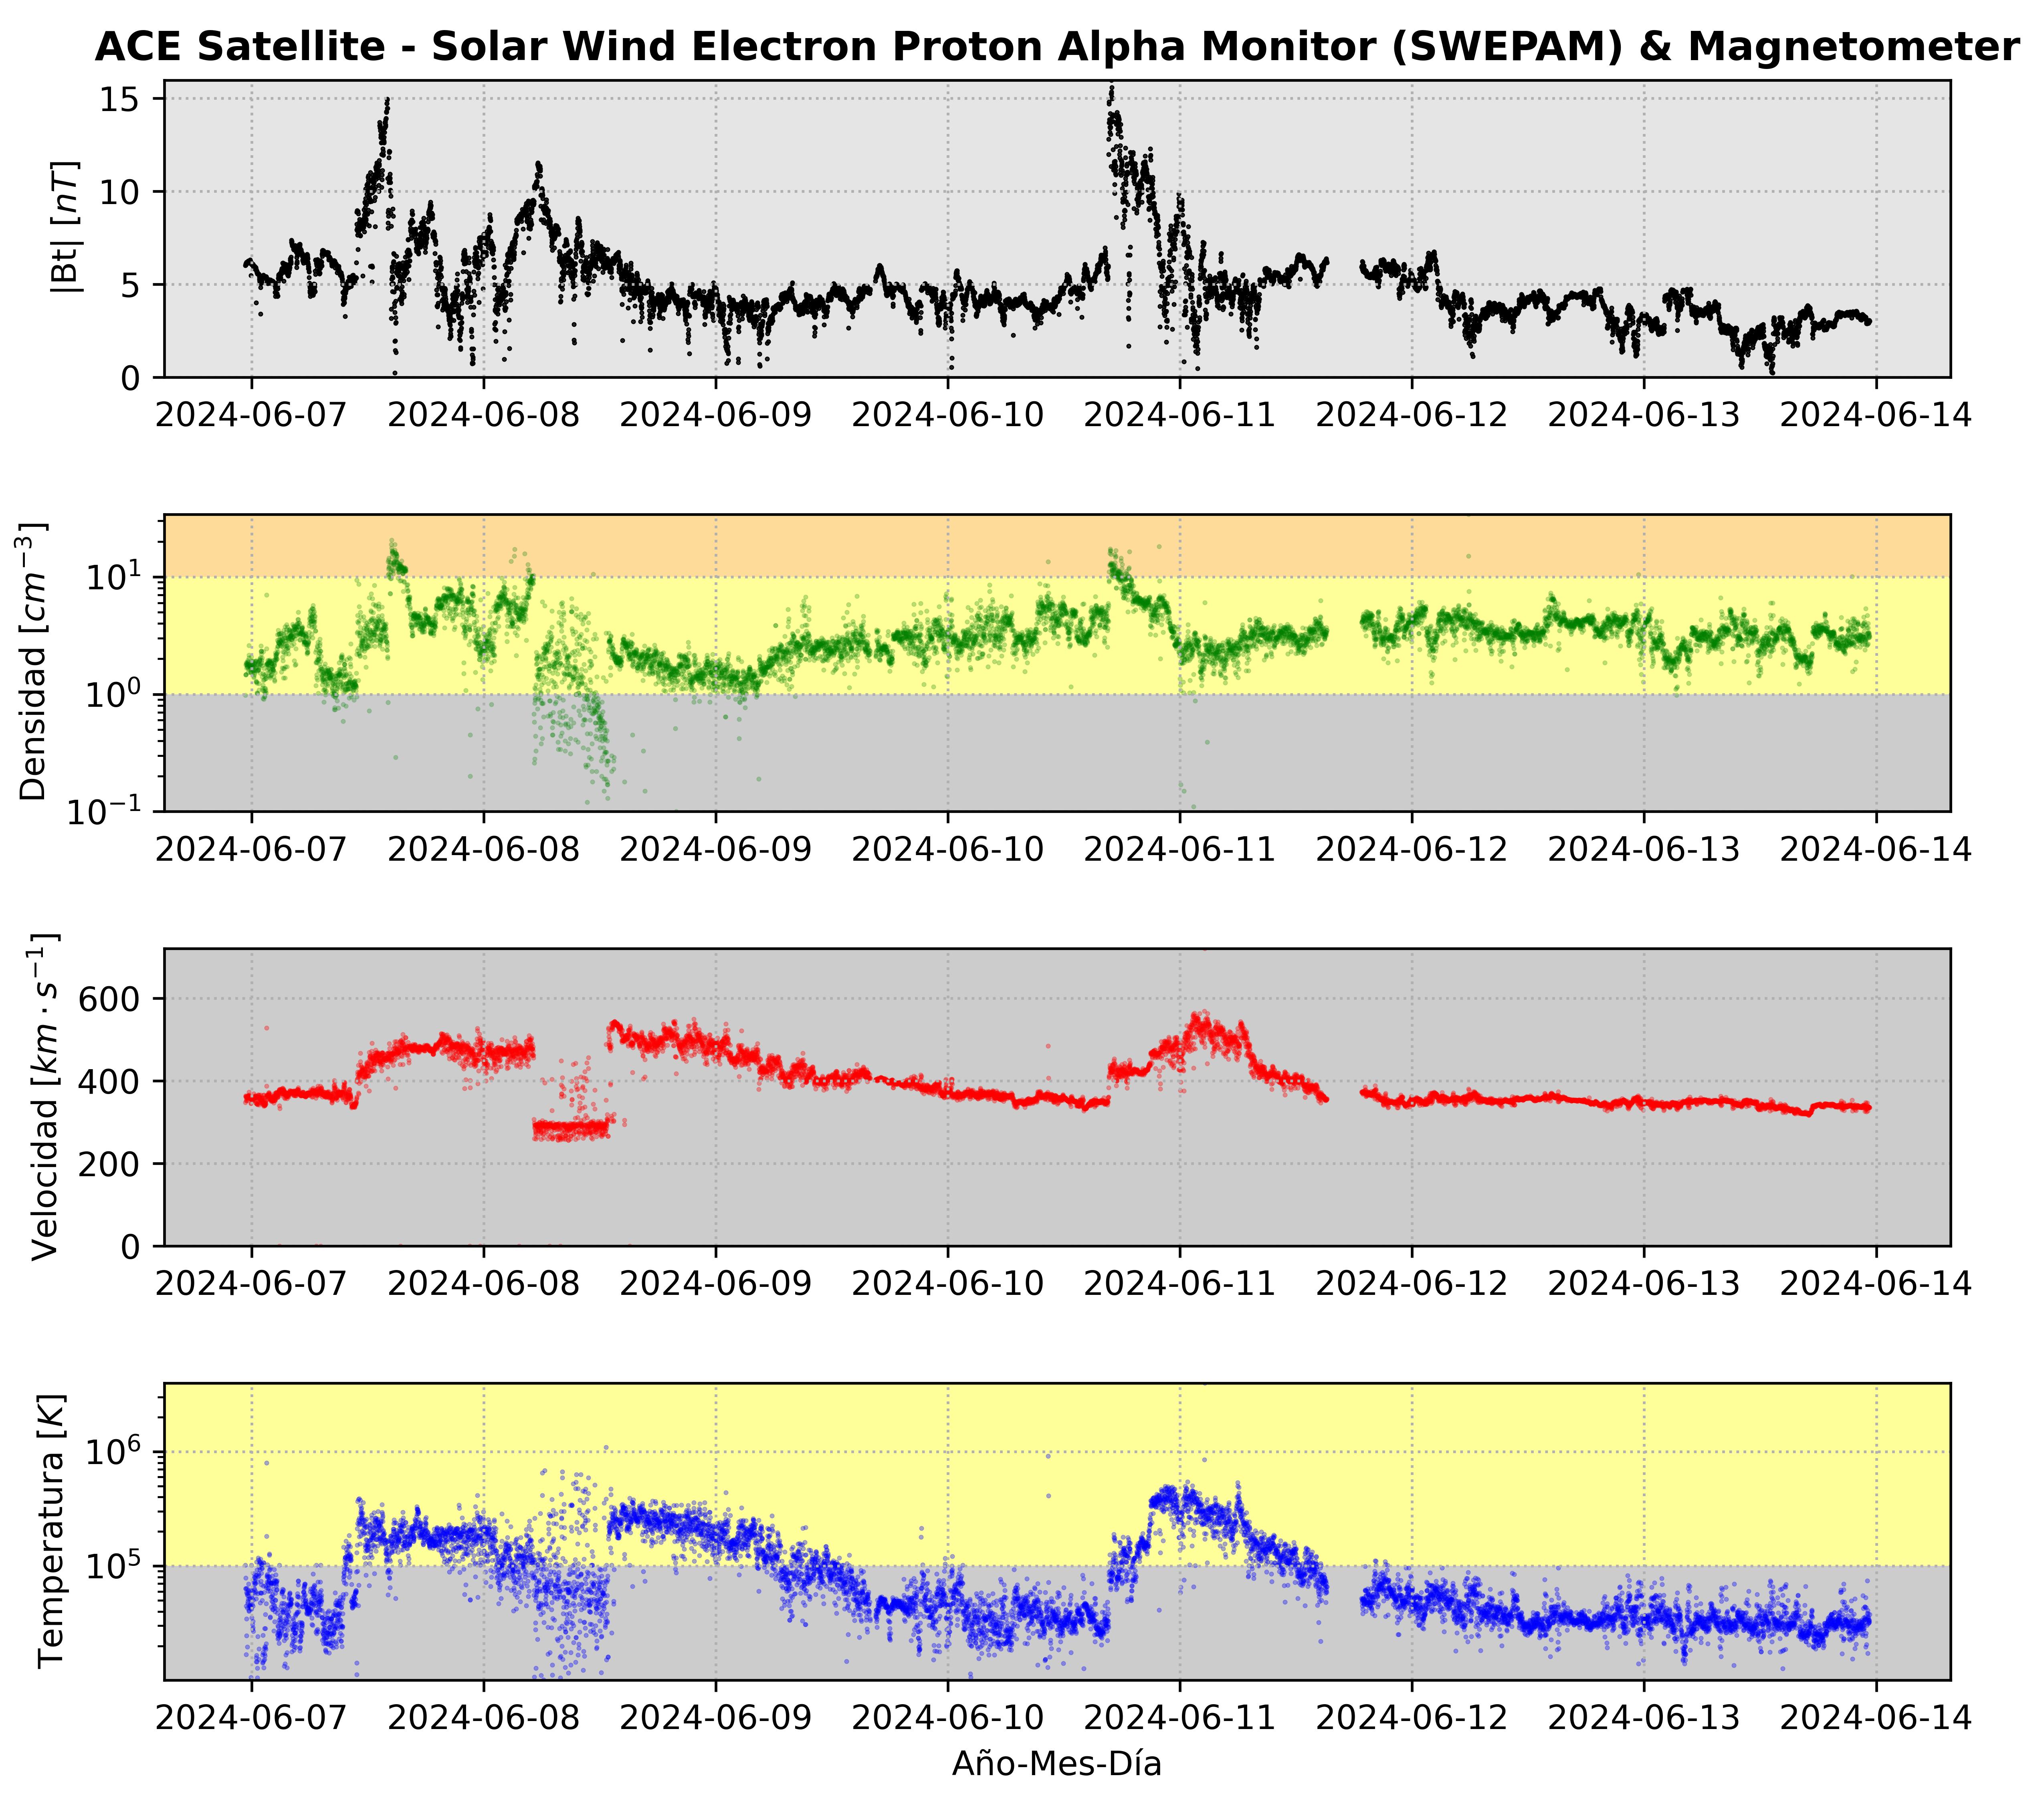 ACE Satellite - Solar Wind Electron Proton Alpha Monitor (SWEPAM) & Magnetometer
|Bt| [nT]
15
10
5
0
2024-06-07 2024-06-08 2024-06-09 2024-06-10 2024-06-11 2024-06-12 2024-06-13 2024-06-14
Densidad [cm⁻³]
10¹
10⁰
10⁻¹
2024-06-07 2024-06-08 2024-06-09 2024-06-10 2024-06-11 2024-06-12 2024-06-13 2024-06-14
Velocidad [km · s⁻¹]
600
400
200
0
2024-06-07 2024-06-08 2024-06-09 2024-06-10 2024-06-11 2024-06-12 2024-06-13 2024-06-14
Temperatura [K]
10⁶
10⁵
2024-06-07 2024-06-08 2024-06-09 2024-06-10 2024-06-11 2024-06-12 2024-06-13 2024-06-14
Año-Mes-Día